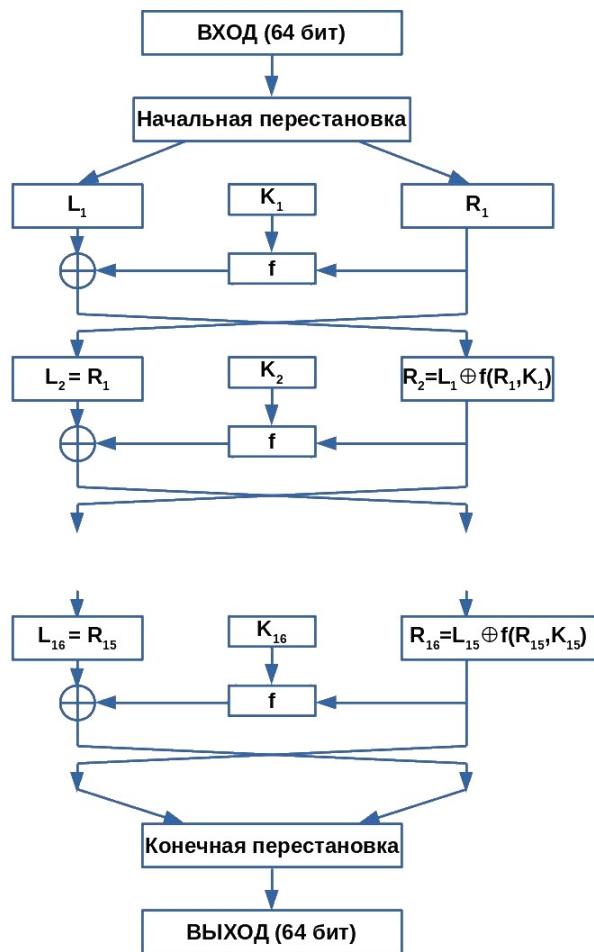 ВХОД (64 бит)
Начальная перестановка
L₁
K₁
R₁
f
L₂ = R₁
K₂
R₂=L₁⊕f(R₁,K₁)
f
L₁₆ = R₁₅
K₁₆
R₁₆=L₁₅⊕f(R₁₅,K₁₅)
f
Конечная перестановка
ВЫХОД (64 бит)